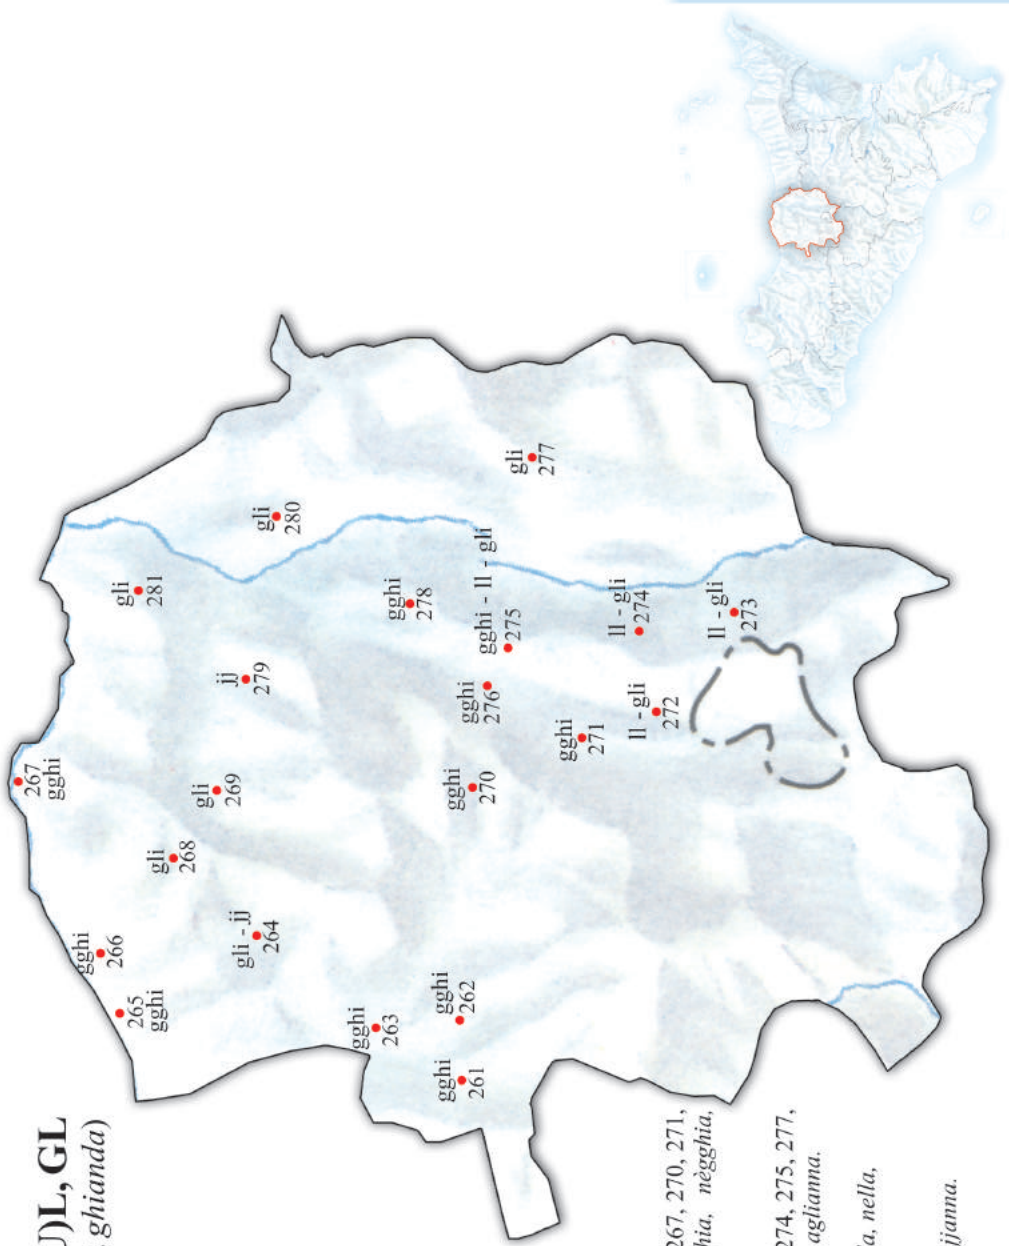 U)L, GL
ghianda)
267
gghi
gghi
266
gli
281
265
gghi
gli
268
gli
269
jj
279
gli - jj
264
gli
280
gghi
263
gghi
278
gghi
261
gghi
262
gghi
270
gghi
276
gghi - ll - gli
275
gli
277
gghi
271
ll - gli
274
ll - gli
272
ll - gli
273
267, 270, 271,
hia, nègghia,
274, 275, 277,
aglianna.
a, nella,
jjanna.